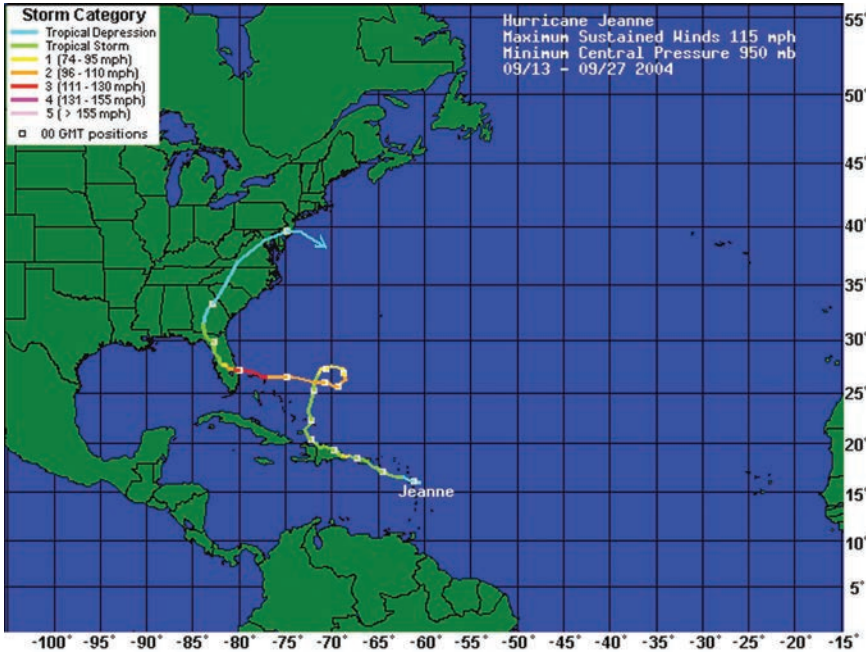 Storm Category
Tropical Depression
Tropical Storm
1 (74 - 95 mph)
2 (96 - 110 mph)
3 (111 - 130 mph)
4 (131 - 155 mph)
5 ( > 155 mph)
00 GMT positions
Hurricane Jeanne
Maximum Sustained Winds 115 mph
Minimum Central Pressure 950 mb
09/13 - 09/27 2004
55°
50°
45°
40°
35°
30°
25°
20°
15°
10°
5°
Jeanne
-100° -95° -90° -85° -80° -75° -70° -65° -60° -55° -50° -45° -40° -35° -30° -25° -20° -15°